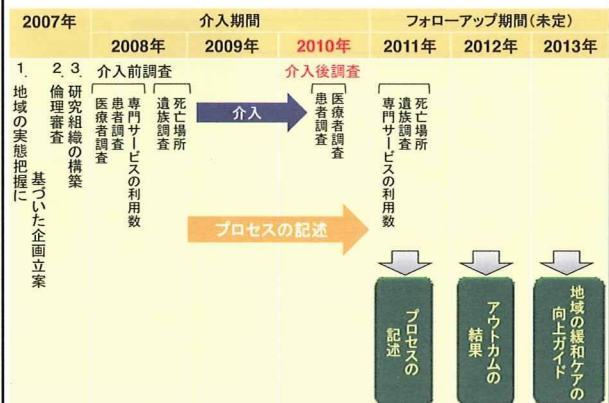 2007年
介入期間
フォローアップ期間(未定)
2008年
2009年
2010年
2011年
2012年
2013年
1. 地域の実態把握に
基づいた企画立案
2. 倫理審査
3. 研究組織の構築
介入前調査
医療者調査
患者調査
専門サービスの利用数
遺族調査
死亡場所
介入
介入後調査
患者調査
医療者調査
専門サービスの利用数
遺族調査
死亡場所
プロセスの記述
プロセスの
記述
アウトカムの
結果
地域の緩和ケアの
向上ガイド